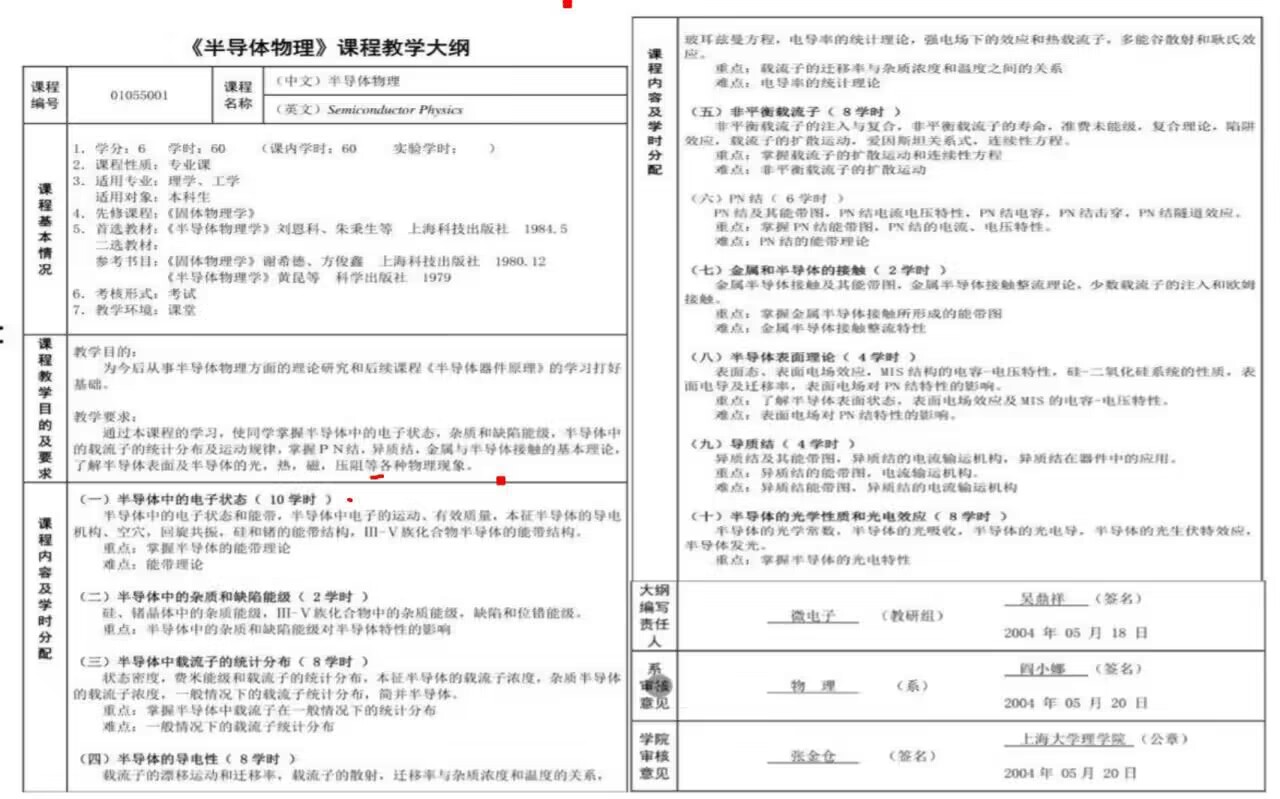 《半导体物理》课程教学大纲
课程编号
01055001
课程名称
（中文）半导体物理
（英文）Semiconductor Physics
课程基本情况
1. 学分：6 学时：60 （课内学时：60 实验学时： ）
2. 课程性质：专业课
3. 适用专业：理学、工学
适用对象：本科生
4. 先修课程：《固体物理学》
5. 首选教材：《半导体物理学》刘恩科、朱秉生等 上海科技出版社 1984.5
二选教材：
参考书目：《固体物理学》谢希德、方俊鑫 上海科技出版社 1980.12
《半导体物理学》黄昆等 科学出版社 1979
6. 考核形式：考试
7. 教学环境：课堂
课程教学目的及要求
教学目的：
为今后从事半导体物理方面的理论研究和后续课程《半导体器件原理》的学习打好
基础。
教学要求：
通过本课程的学习，使同学掌握半导体中的电子状态，杂质和缺陷能级，半导体中
的载流子的统计分布及运动规律，掌握PN结，异质结，金属与半导体接触的基本理论，
了解半导体表面及半导体的光，热，磁，压阻等各种物理现象。
课程内容及学时分配
（一）半导体中的电子状态（ 10 学时 ）
半导体中的电子状态和能带，半导体中电子的运动、有效质量，本征半导体的导电
机构、空穴，回旋共振，硅和锗的能带结构，III-V族化合物半导体的能带结构。
重点：掌握半导体的能带理论
难点：能带理论
（二）半导体中的杂质和缺陷能级（ 2 学时 ）
硅、锗晶体中的杂质能级，III-V族化合物中的杂质能级，缺陷和位错能级。
重点：半导体中的杂质和缺陷能级对半导体特性的影响
（三）半导体中载流子的统计分布（ 8 学时 ）
状态密度，费米能级和载流子的统计分布，本征半导体的载流子浓度，杂质半导体
的载流子浓度，一般情况下的载流子统计分布，简并半导体。
重点：掌握半导体中载流子在一般情况下的统计分布
难点：一般情况下的载流子统计分布
（四）半导体的导电性（ 8 学时 ）
载流子的漂移运动和迁移率，载流子的散射，迁移率与杂质浓度和温度的关系，
课程内容及学时分配
玻耳兹曼方程，电导率的统计理论，强电场下的效应和热载流子，多能谷散射和耿氏效
应。
重点：载流子的迁移率与杂质浓度和温度之间的关系
难点：电导率的统计理论
（五）非平衡载流子（ 8 学时 ）
非平衡载流子的注入与复合，非平衡载流子的寿命，准费未能级，复合理论，陷阱
效应，载流子的扩散运动，爱因斯坦关系式，连续性方程。
重点：掌握载流子的扩散运动和连续性方程
难点：非平衡载流子的扩散运动
（六）PN结（ 6 学时 ）
PN结及其能带图，PN结电流电压特性，PN结电容，PN结击穿，PN结隧道效应。
重点：掌握PN结能带图，PN结的电流、电压特性。
难点：PN结的能带理论
（七）金属和半导体的接触（ 2 学时 ）
金属半导体接触及其能带图，金属半导体接触整流理论，少数载流子的注入和欧姆
接触。
重点：掌握金属半导体接触所形成的能带图
难点：金属半导体接触整流特性
（八）半导体表面理论（ 4 学时 ）
表面态、表面电场效应，MIS结构的电容-电压特性，硅-二氧化硅系统的性质，表
面电导及迁移率，表面电场对PN结特性的影响。
重点：了解半导体表面状态，表面电场效应及MIS的电容-电压特性。
难点：表面电场对PN结特性的影响。
（九）异质结（ 4 学时 ）
异质结及其能带图，异质结的电流输运机构，异质结在器件中的应用。
重点：异质结的能带图，电流输运机构。
难点：异质结能带图，异质结的电流输运机构
（十）半导体的光学性质和光电效应（ 8 学时 ）
半导体的光学常数，半导体的光吸收，半导体的光电导，半导体的光生伏特效应，
半导体发光。
重点：掌握半导体的光电特性
大纲编写责任人
微电子 （教研组）
吴鼎祥 （签名）
2004 年 05 月 18 日
系审核意见
物 理 （系）
阎小娜 （签名）
2004 年 05 月 20 日
学院审核意见
张金仓 （签名）
上海大学理学院 （公章）
2004 年 05 月 20 日